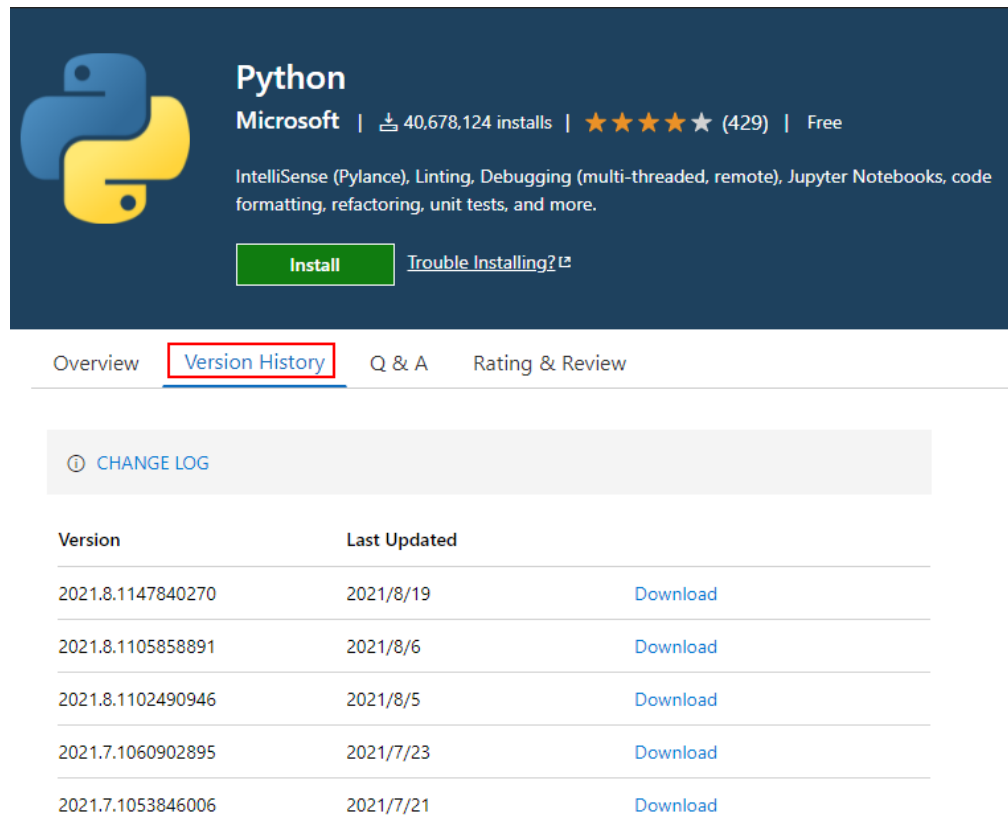 Python
Microsoft | 40,678,124 installs | (429) | Free
IntelliSense (Pylance), Linting, Debugging (multi-threaded, remote), Jupyter Notebooks, code
formatting, refactoring, unit tests, and more.
Install Trouble Installing?
Overview Version History Q & A Rating & Review
CHANGE LOG
Version Last Updated
2021.8.1147840270 2021/8/19 Download
2021.8.1105858891 2021/8/6 Download
2021.8.1102490946 2021/8/5 Download
2021.7.1060902895 2021/7/23 Download
2021.7.1053846006 2021/7/21 Download